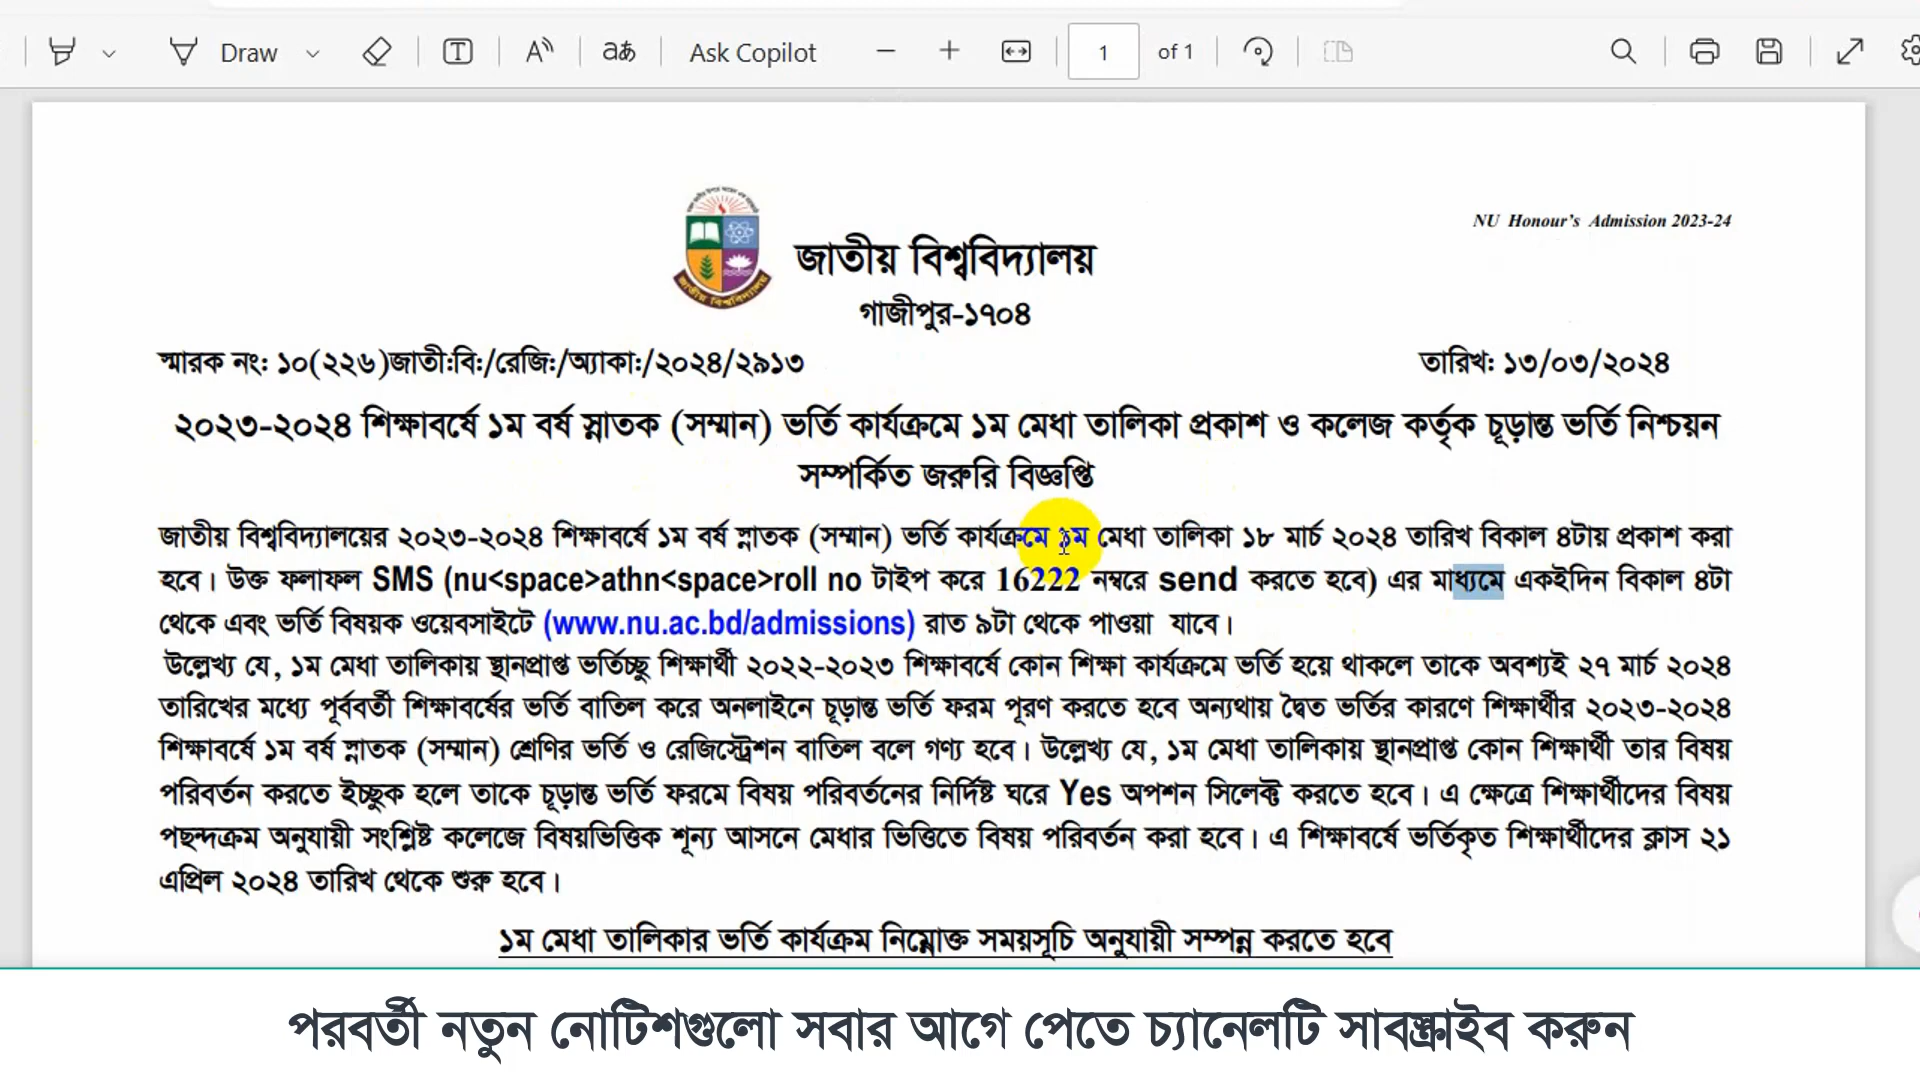 Draw
Ask Copilot
1 of 1
NU Honour's Admission 2023-24
জাতীয় বিশ্ববিদ্যালয়
গাজীপুর-১৭০৪
স্মারক নং: ১০(২২৬)জাতী:বি:/রেজি:/অ্যাকা:/২০২৪/২৯১৩ তারিখ: ১৩/০৩/২০২৪
২০২৩-২০২৪ শিক্ষাবর্ষে ১ম বর্ষ স্নাতক (সম্মান) ভর্তি কার্যক্রমে ১ম মেধা তালিকা প্রকাশ ও কলেজ কর্তৃক চূড়ান্ত ভর্তি নিশ্চয়ন
সম্পর্কিত জরুরি বিজ্ঞপ্তি
জাতীয় বিশ্ববিদ্যালয়ের ২০২৩-২০২৪ শিক্ষাবর্ষে ১ম বর্ষ স্নাতক (সম্মান) ভর্তি কার্যক্রমে ১ম মেধা তালিকা ১৮ মার্চ ২০২৪ তারিখ বিকাল ৪টায় প্রকাশ করা
হবে। উক্ত ফলাফল SMS (nu<space>athn<space>roll no টাইপ করে 16222 নম্বরে send করতে হবে) এর মাধ্যমে একইদিন বিকাল ৪টা
থেকে এবং ভর্তি বিষয়ক ওয়েবসাইটে (www.nu.ac.bd/admissions) রাত ৯টা থেকে পাওয়া যাবে।
উল্লেখ্য যে, ১ম মেধা তালিকায় স্থানপ্রাপ্ত ভর্তিচ্ছু শিক্ষার্থী ২০২২-২০২৩ শিক্ষাবর্ষে কোন শিক্ষা কার্যক্রমে ভর্তি হয়ে থাকলে তাকে অবশ্যই ২৭ মার্চ ২০২৪
তারিখের মধ্যে পূর্ববর্তী শিক্ষাবর্ষের ভর্তি বাতিল করে অনলাইনে চূড়ান্ত ভর্তি ফরম পূরণ করতে হবে অন্যথায় দ্বৈত ভর্তির কারণে শিক্ষার্থীর ২০২৩-২০২৪
শিক্ষাবর্ষে ১ম বর্ষ স্নাতক (সম্মান) শ্রেণির ভর্তি ও রেজিস্ট্রেশন বাতিল বলে গণ্য হবে। উল্লেখ্য যে, ১ম মেধা তালিকায় স্থানপ্রাপ্ত কোন শিক্ষার্থী তার বিষয়
পরিবর্তন করতে ইচ্ছুক হলে তাকে চূড়ান্ত ভর্তি ফরমে বিষয় পরিবর্তনের নির্দিষ্ট ঘরে Yes অপশন সিলেক্ট করতে হবে। এ ক্ষেত্রে শিক্ষার্থীদের বিষয়
পছন্দক্রম অনুযায়ী সংশ্লিষ্ট কলেজে বিষয়ভিত্তিক শূন্য আসনে মেধার ভিত্তিতে বিষয় পরিবর্তন করা হবে। এ শিক্ষাবর্ষে ভর্তিকৃত শিক্ষার্থীদের ক্লাস ২১
এপ্রিল ২০২৪ তারিখ থেকে শুরু হবে।
১ম মেধা তালিকার ভর্তি কার্যক্রম নিম্নোক্ত সময়সূচি অনুযায়ী সম্পন্ন করতে হবে
পরবর্তী নতুন নোটিশগুলো সবার আগে পেতে চ্যানেলটি সাবস্ক্রাইব করুন